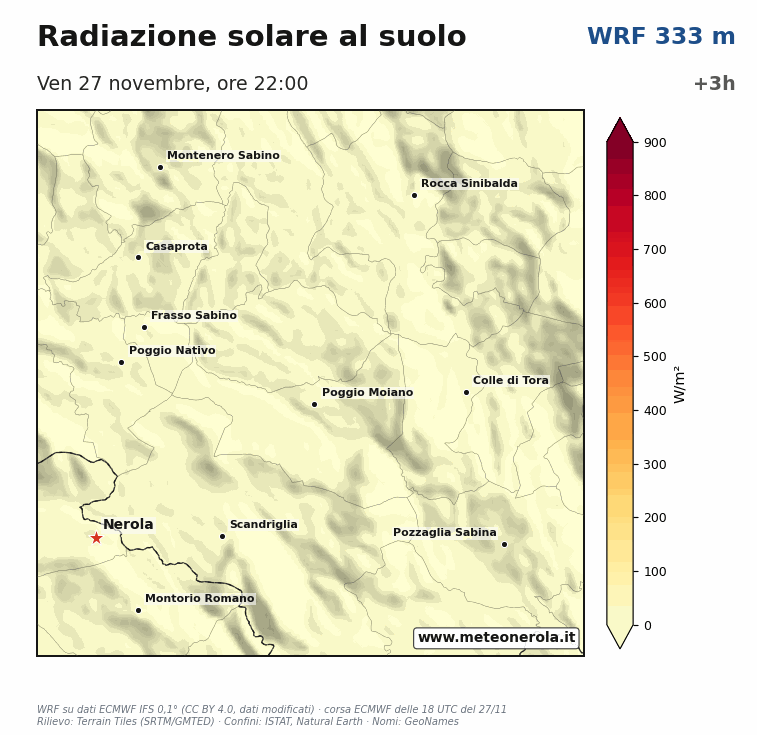 Radiazione solare al suolo
WRF 333 m
Ven 27 novembre, ore 22:00
+3h
Montenero Sabino
Rocca Sinibalda
Casaprota
Frasso Sabino
Poggio Nativo
Colle di Tora
Poggio Moiano
Nerola
Scandriglia
Pozzaglia Sabina
Montorio Romano
www.meteonerola.it
900
800
700
600
500
400
300
200
100
0
W/m²
WRF su dati ECMWF IFS 0,1° (CC BY 4.0, dati modificati) · corsa ECMWF delle 18 UTC del 27/11
Rilievo: Terrain Tiles (SRTM/GMTED) · Confini: ISTAT, Natural Earth · Nomi: GeoNames